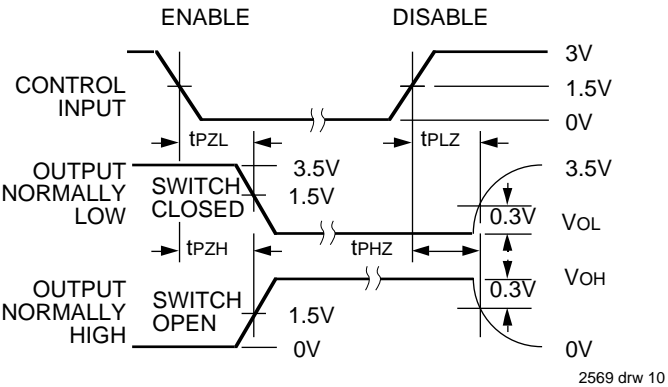 ENABLE DISABLE
3V
CONTROL
INPUT
1.5V
0V
tPZL tPLZ
OUTPUT
NORMALLY
LOW
SWITCH
CLOSED
3.5V
1.5V
3.5V
0.3V VOL
tPZH tPHZ
OUTPUT
NORMALLY
HIGH
SWITCH
OPEN
1.5V
0V
VOH
0.3V
0V
2569 drw 10